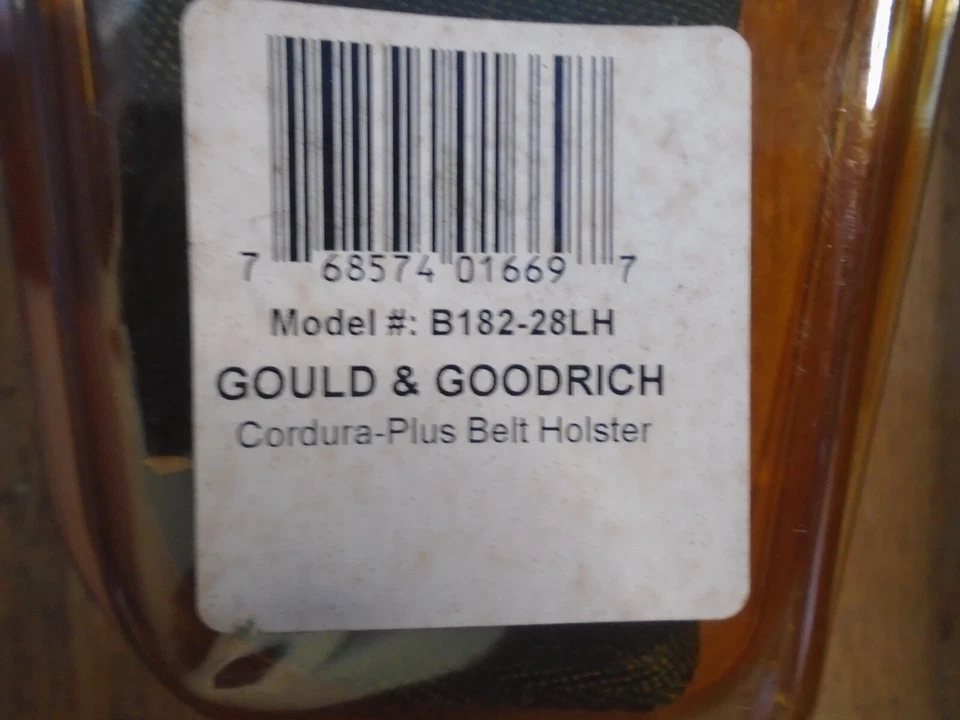 7 68574 01669 7
Model #: B182-28LH
GOULD & GOODRICH
Cordura-Plus Belt Holster